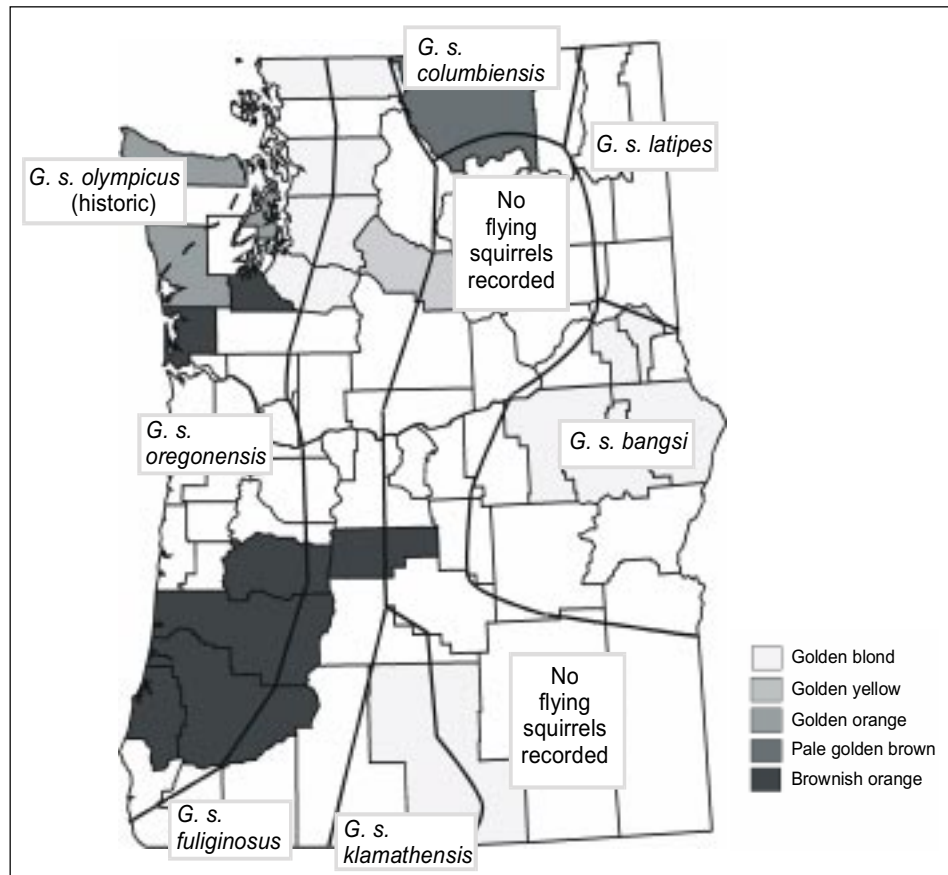 G. s.
columbiensis
G. s. latipes
G. s. olympicus
(historic)
No
flying
squirrels
recorded
G. s.
oregonensis
G. s. bangsi
No
flying
squirrels
recorded
Golden blond
Golden yellow
Golden orange
Pale golden brown
Brownish orange
G. s.
fuliginosus
G. s.
klamathensis